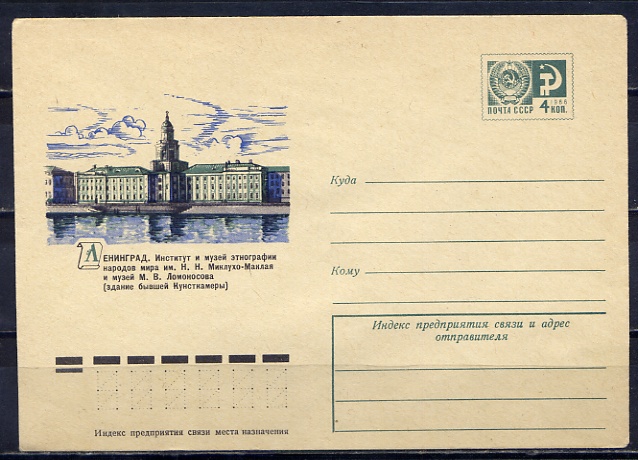 1966
ПОЧТА СССР 4 КОП.
Куда
ЛЕНИНГРАД. Институт и музей этнографии
народов мира им. Н. Н. Миклухо-Маклая
и музей М. В. Ломоносова
(здание бывшей Кунсткамеры)
Кому
Индекс предприятия связи и адрес
отправителя
Индекс предприятия связи места назначения